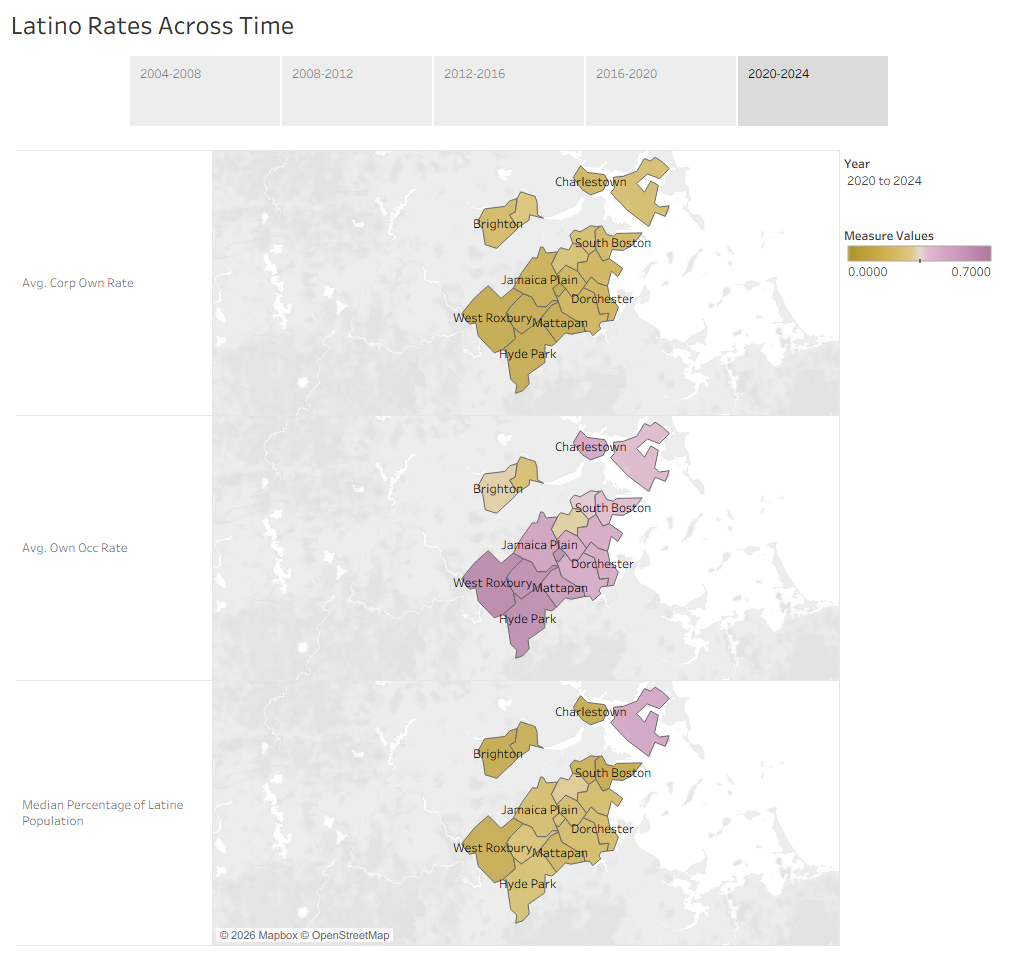 Latino Rates Across Time
2004-2008
2008-2012
2012-2016
2016-2020
2020-2024
Year
2020 to 2024
Measure Values
0.0000
0.7000
Avg. Corp Own Rate
Charlestown
Brighton
South Boston
Jamaica Plain
Dorchester
West Roxbury
Mattapan
Hyde Park
Avg. Own Occ Rate
Charlestown
Brighton
South Boston
Jamaica Plain
Dorchester
West Roxbury
Mattapan
Hyde Park
Median Percentage of Latine
Population
Charlestown
Brighton
South Boston
Jamaica Plain
Dorchester
West Roxbury
Mattapan
Hyde Park
© 2026 Mapbox © OpenStreetMap